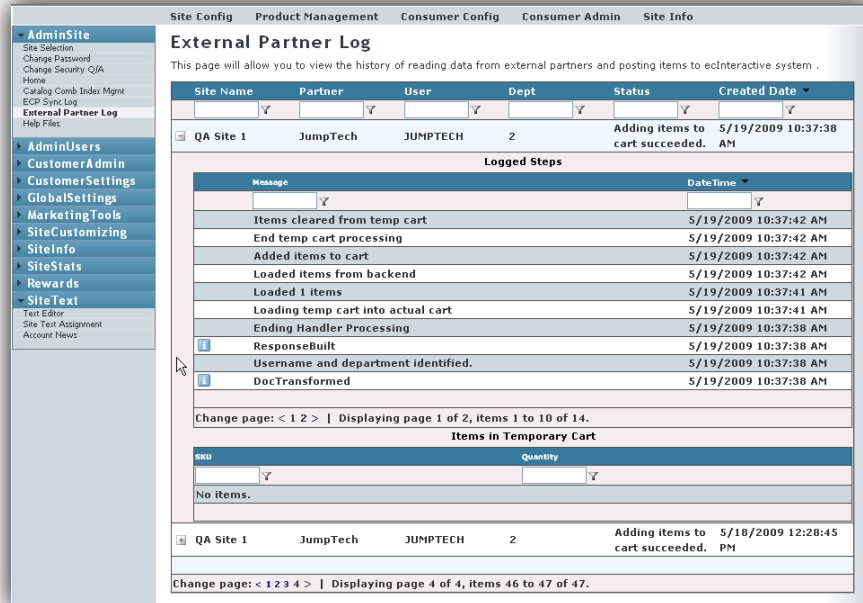 Site Config Product Management Consumer Config Consumer Admin Site Info
AdminSite
Site Selection
Change Password
Change Security Q/A
Home
Catalog Comb Index Mgmt
ECP Sync Log
External Partner Log
Help Files
AdminUsers
CustomerAdmin
CustomerSettings
GlobalSettings
MarketingTools
SiteCustomizing
SiteInfo
SiteStats
Rewards
SiteText
Text Editor
Site Text Assignment
Account News
External Partner Log
This page will allow you to view the history of reading data from external partners and posting items to ecInteractive system .
Site Name Partner User Dept Status Created Date
QA Site 1 JumpTech JUMPTECH 2 Adding items to cart succeeded. 5/19/2009 10:37:38 AM
Logged Steps
Message DateTime
Items cleared from temp cart 5/19/2009 10:37:42 AM
End temp cart processing 5/19/2009 10:37:42 AM
Added items to cart 5/19/2009 10:37:42 AM
Loaded items from backend 5/19/2009 10:37:42 AM
Loaded 1 items 5/19/2009 10:37:41 AM
Loading temp cart into actual cart 5/19/2009 10:37:41 AM
Ending Handler Processing 5/19/2009 10:37:38 AM
ResponseBuilt 5/19/2009 10:37:38 AM
Username and department identified. 5/19/2009 10:37:38 AM
DocTransformed 5/19/2009 10:37:38 AM
Change page: < 1 2 > | Displaying page 1 of 2, items 1 to 10 of 14.
Items in Temporary Cart
SKU Quantity
No items.
QA Site 1 JumpTech JUMPTECH 2 Adding items to cart succeeded. 5/18/2009 12:28:45 PM
Change page: < 1 2 3 4 > | Displaying page 4 of 4, items 46 to 47 of 47.